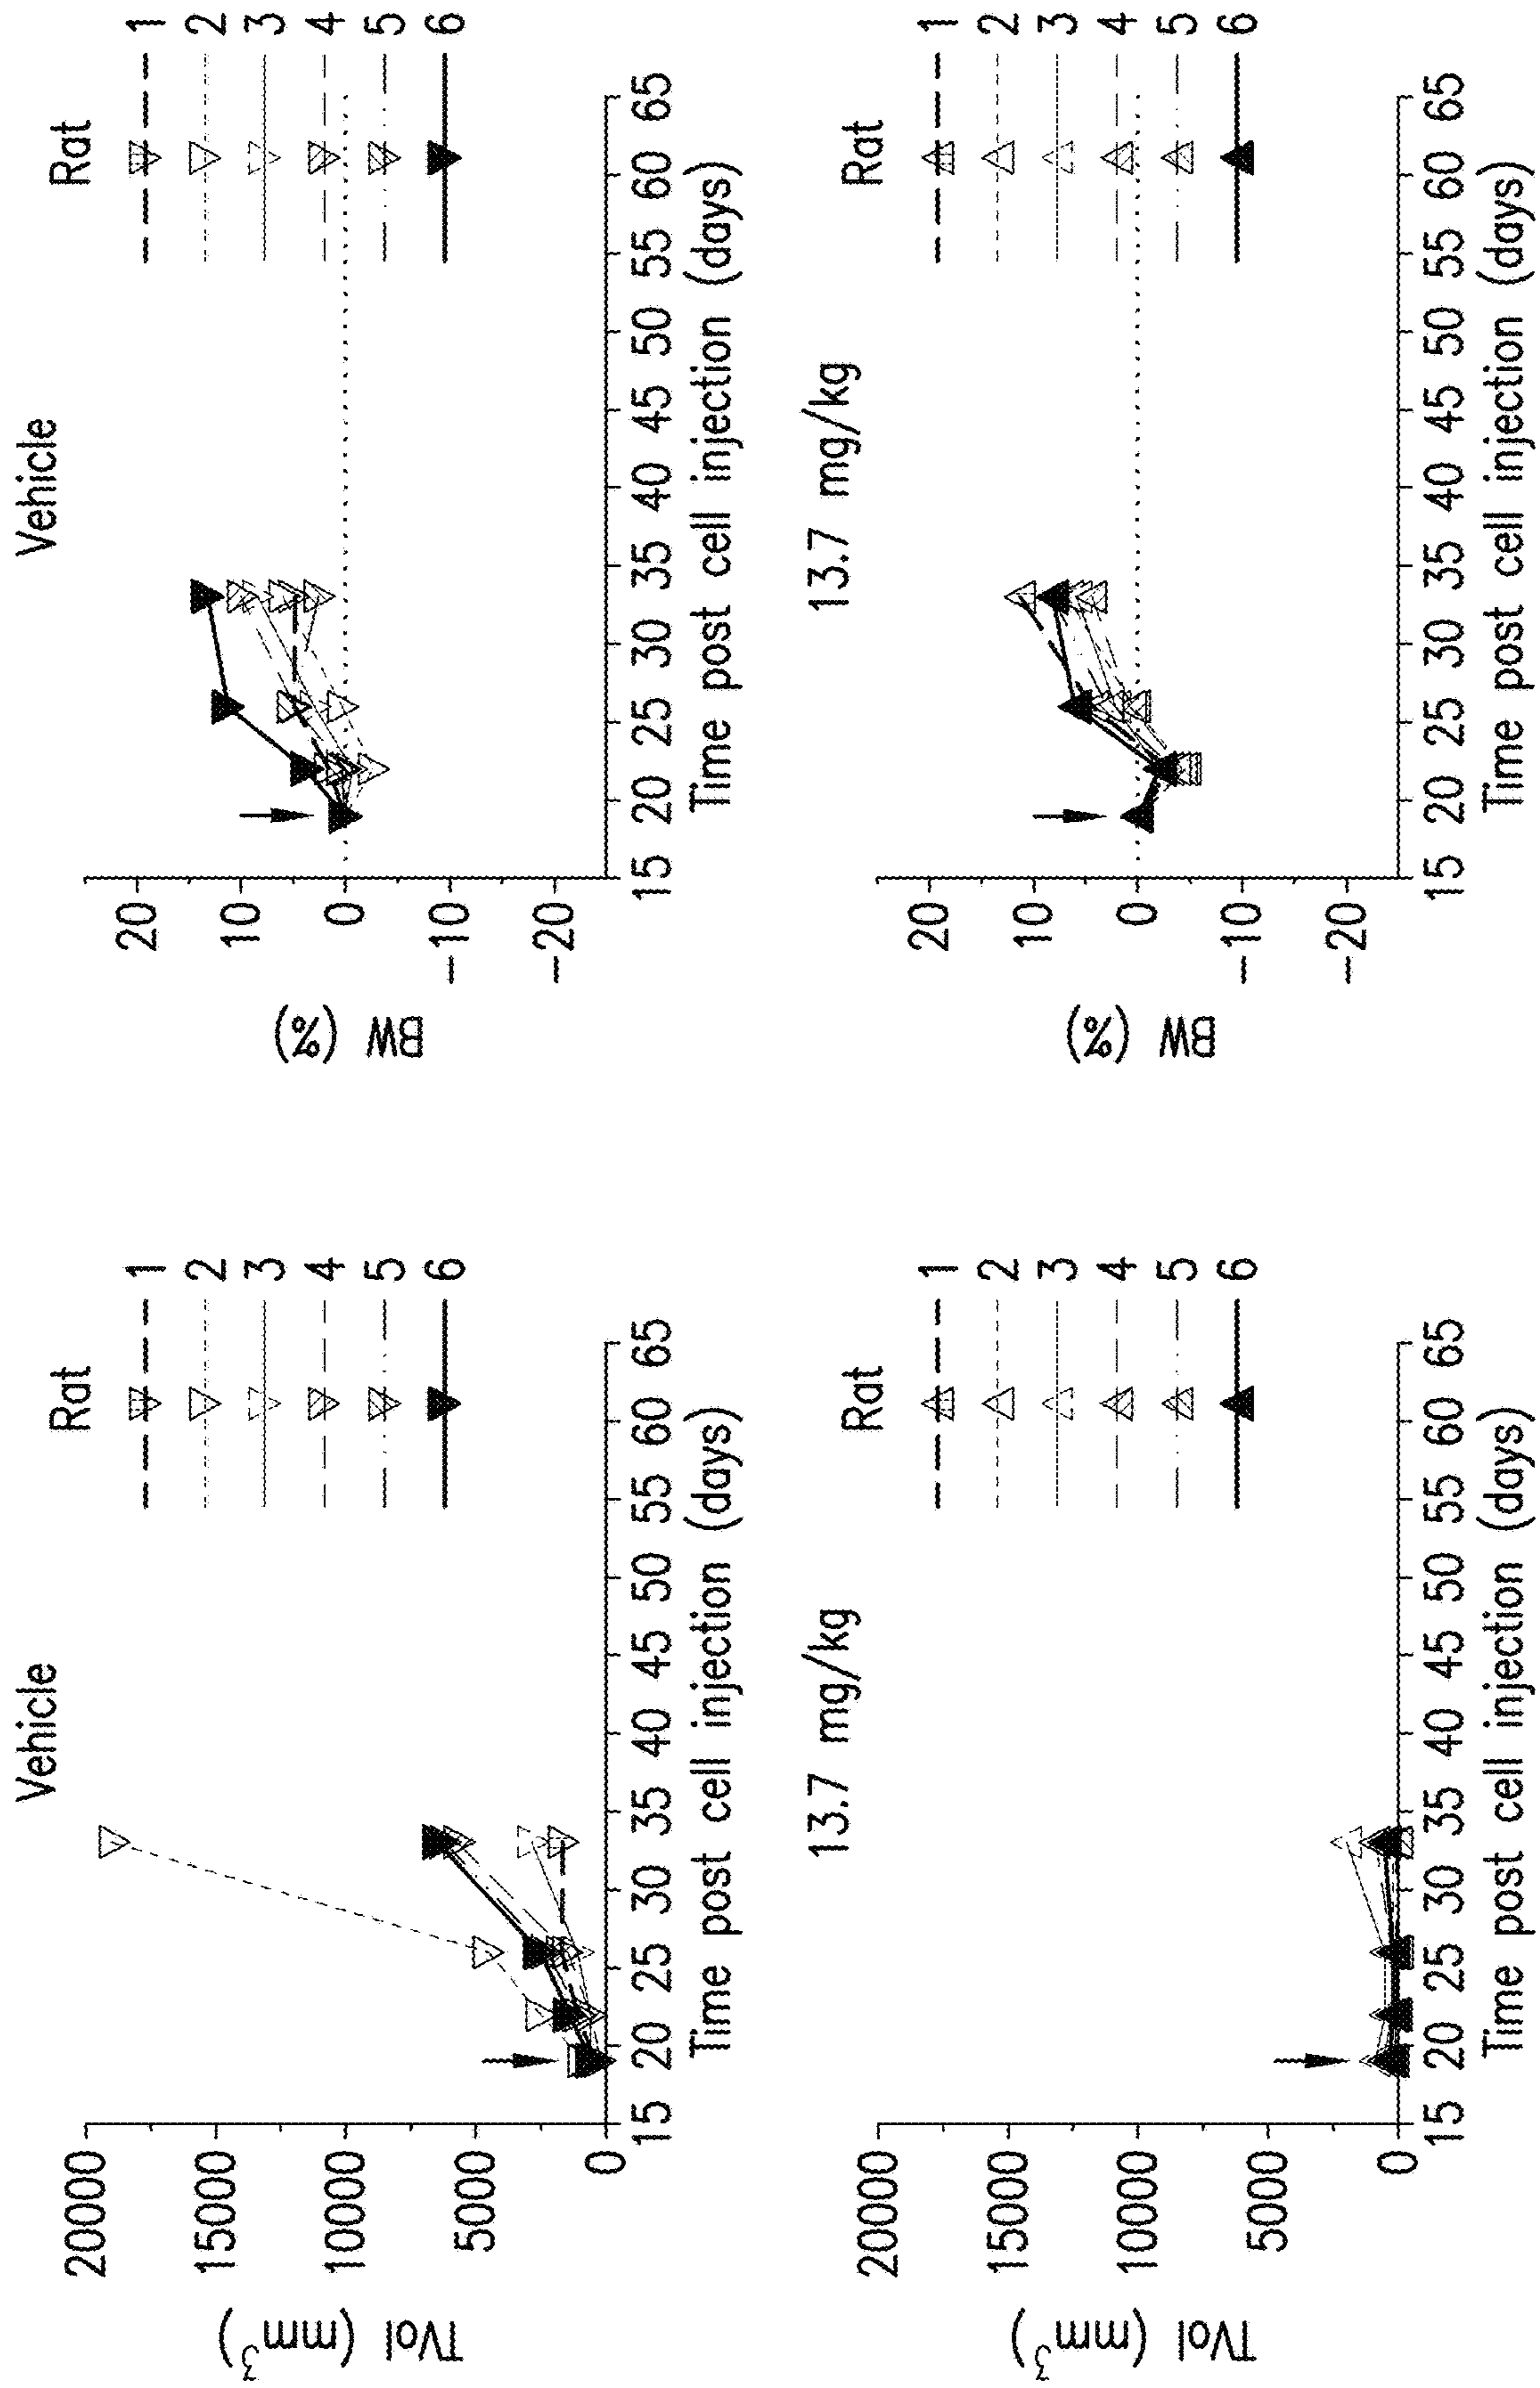 Vehicle
Rat
1
2
3
4
5
6
TVol (mm³)
20000
15000
10000
5000
0
15 20 25 30 35 40 45 50 55 60 65
Time post cell injection (days)
Vehicle
Rat
1
2
3
4
5
6
BW (%)
20
10
0
-10
-20
15 20 25 30 35 40 45 50 55 60 65
Time post cell injection (days)
13.7 mg/kg
Rat
1
2
3
4
5
6
TVol (mm³)
20000
15000
10000
5000
0
15 20 25 30 35 40 45 50 55 60 65
Time post cell injection (days)
13.7 mg/kg
Rat
1
2
3
4
5
6
BW (%)
20
10
0
-10
-20
15 20 25 30 35 40 45 50 55 60 65
Time post cell injection (days)